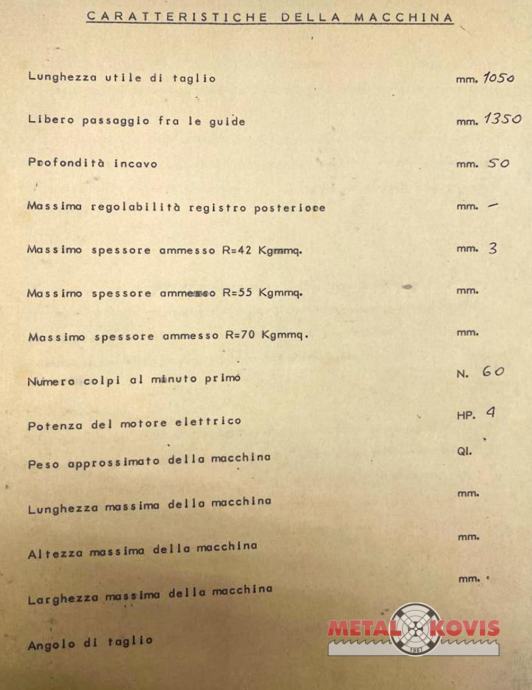 CARATTERISTICHE DELLA MACCHINA
Lunghezza utile di taglio mm. 1050
Libero passaggio fra le guide mm. 1350
Profondità incavo mm. 50
Massima regolabilità registro posteriore mm. -
Massimo spessore ammesso R=42 Kgmmq. mm. 3
Massimo spessore ammesso R=55 Kgmmq. mm.
Massimo spessore ammesso R=70 Kgmmq. mm.
Numero colpi al minuto primo N. 60
Potenza del motore elettrico HP. 4
Peso approssimato della macchina Ql.
Lunghezza massima della macchina mm.
Altezza massima della macchina mm.
Larghezza massima della macchina mm.
Angolo di taglio
METAL KOVIS
1967